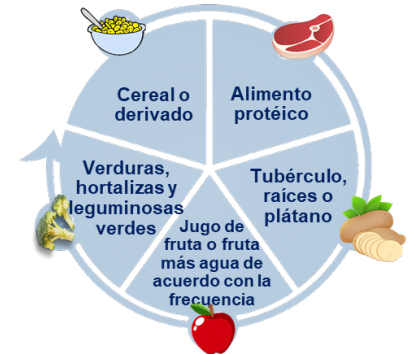 Cereal o
derivado
Alimento
protéico
Tubérculo,
raíces o
plátano
Jugo de
fruta o fruta
más agua de
acuerdo con la
frecuencia
Verduras,
hortalizas y
leguminosas
verdes